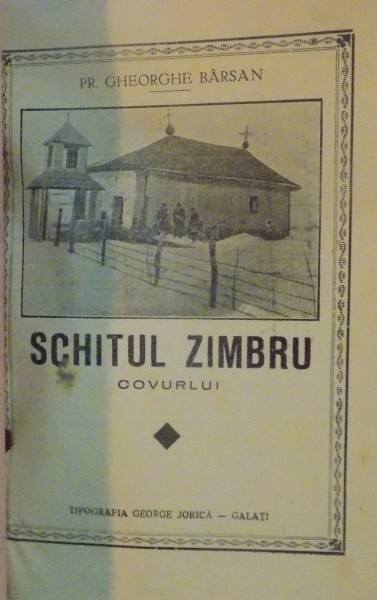 PR. GHEORGHE BÂRSAN
SCHITUL ZIMBRU
COVURLUI
TIPOGRAFIA GEORGE JORICĂ — GALAȚI